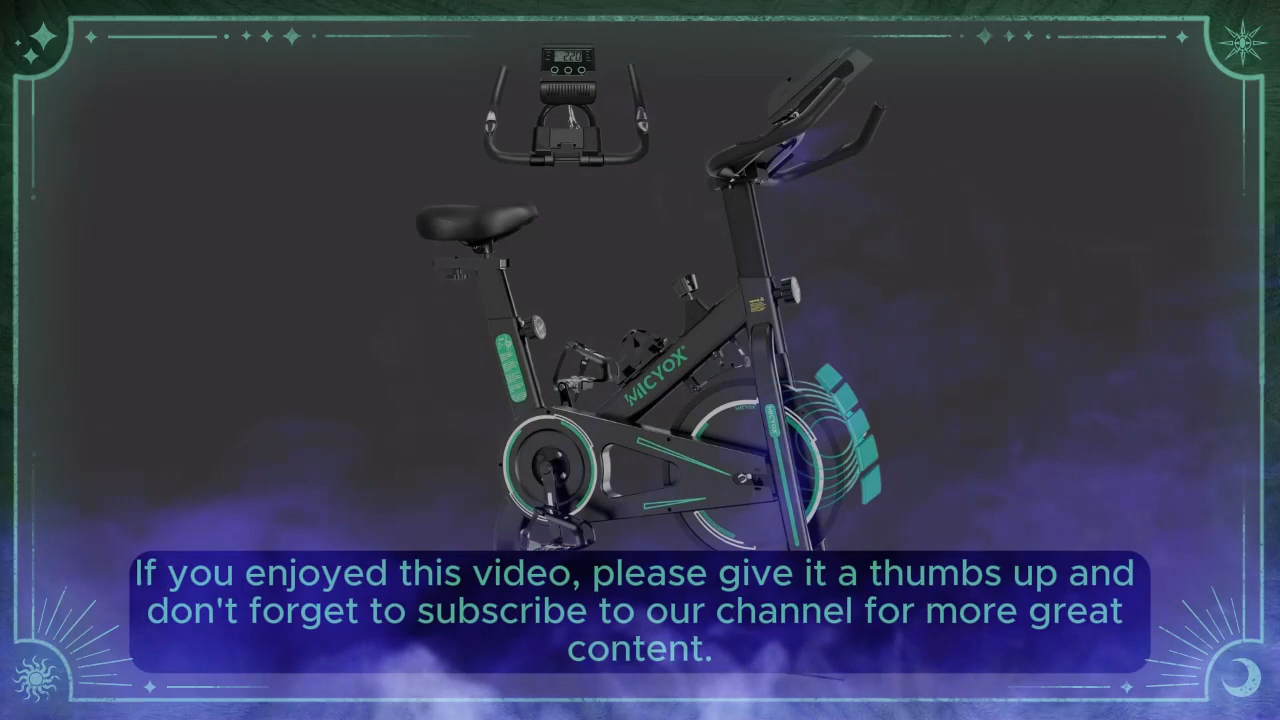 220
MICYOX
If you enjoyed this video, please give it a thumbs up and
don't forget to subscribe to our channel for more great
content.